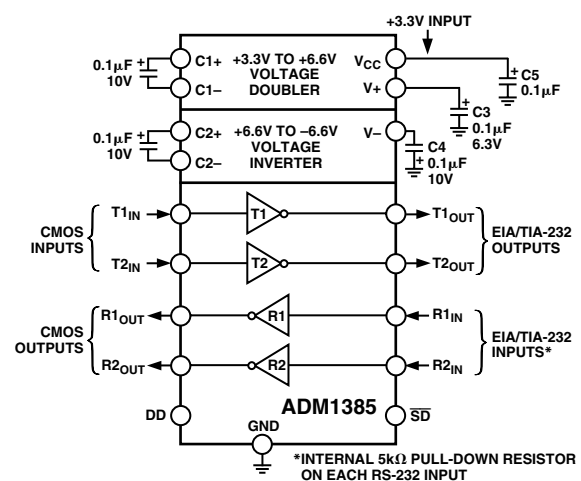 +3.3V INPUT
0.1μF
10V
+
C1+
C1–
+3.3V TO +6.6V
VOLTAGE
DOUBLER
VCC
V+
+
C5
0.1μF
+
C3
0.1μF
6.3V
0.1μF
10V
+
C2+
C2–
+6.6V TO –6.6V
VOLTAGE
INVERTER
V–
C4
+
0.1μF
10V
CMOS
INPUTS
T1IN
T2IN
T1
T2
T1OUT
T2OUT
EIA/TIA-232
OUTPUTS
CMOS
OUTPUTS
R1OUT
R2OUT
R1
R2
R1IN
R2IN
EIA/TIA-232
INPUTS*
DD
GND
ADM1385
SD
*INTERNAL 5kΩ PULL-DOWN RESISTOR
ON EACH RS-232 INPUT